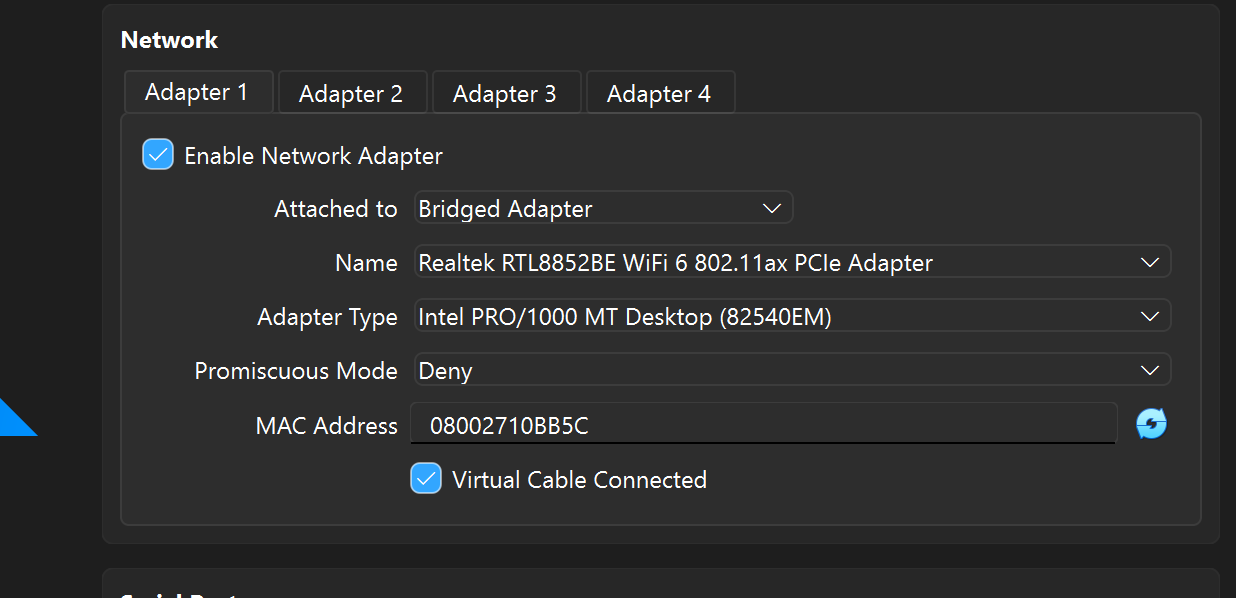 Network
Adapter 1 Adapter 2 Adapter 3 Adapter 4
Enable Network Adapter
Attached to Bridged Adapter
Name Realtek RTL8852BE WiFi 6 802.11ax PCIe Adapter
Adapter Type Intel PRO/1000 MT Desktop (82540EM)
Promiscuous Mode Deny
MAC Address 08002710BB5C
Virtual Cable Connected